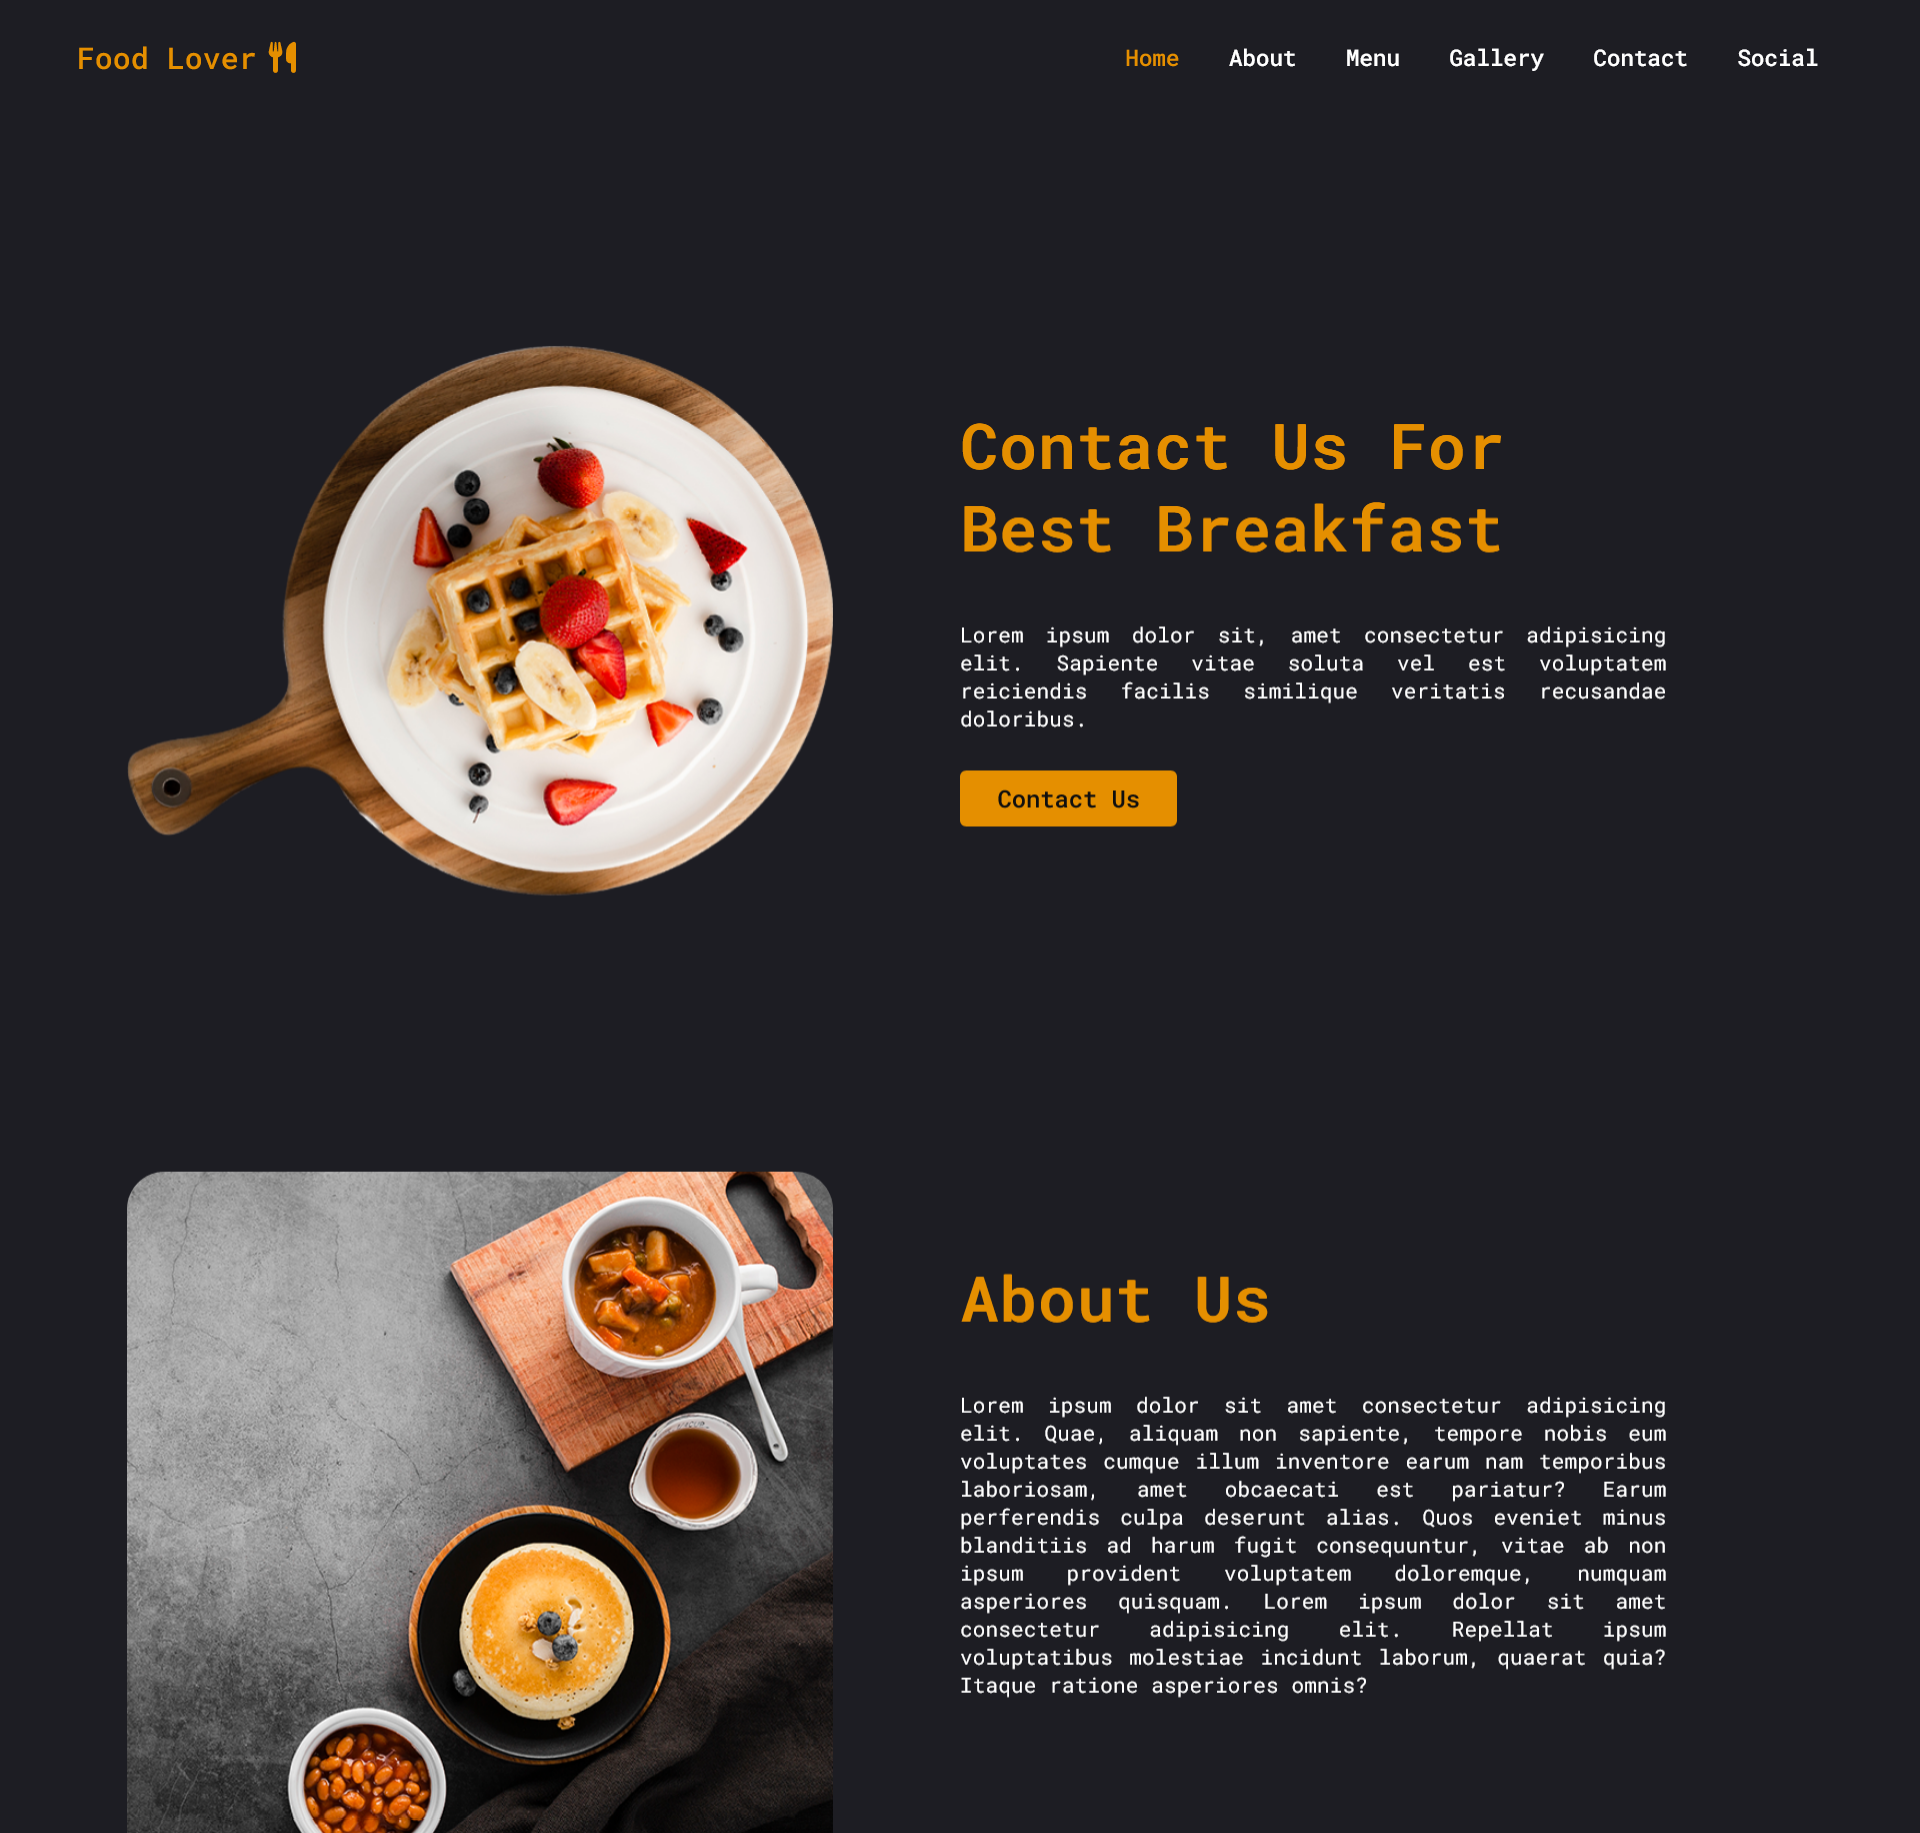 Food Lover
Home About Menu Gallery Contact Social
Contact Us For
Best Breakfast
Lorem ipsum dolor sit, amet consectetur adipisicing
elit. Sapiente vitae soluta vel est voluptatem
reiciendis facilis similique veritatis recusandae
doloribus.
Contact Us
About Us
Lorem ipsum dolor sit amet consectetur adipisicing
elit. Quae, aliquam non sapiente, tempore nobis eum
voluptates cumque illum inventore earum nam temporibus
laboriosam, amet obcaecati est pariatur? Earum
perferendis culpa deserunt alias. Quos eveniet minus
blanditiis ad harum fugit consequuntur, vitae ab non
ipsum provident voluptatem doloremque, numquam
asperiores quisquam. Lorem ipsum dolor sit amet
consectetur adipisicing elit. Repellat ipsum
voluptatibus molestiae incidunt laborum, quaerat quia?
Itaque ratione asperiores omnis?